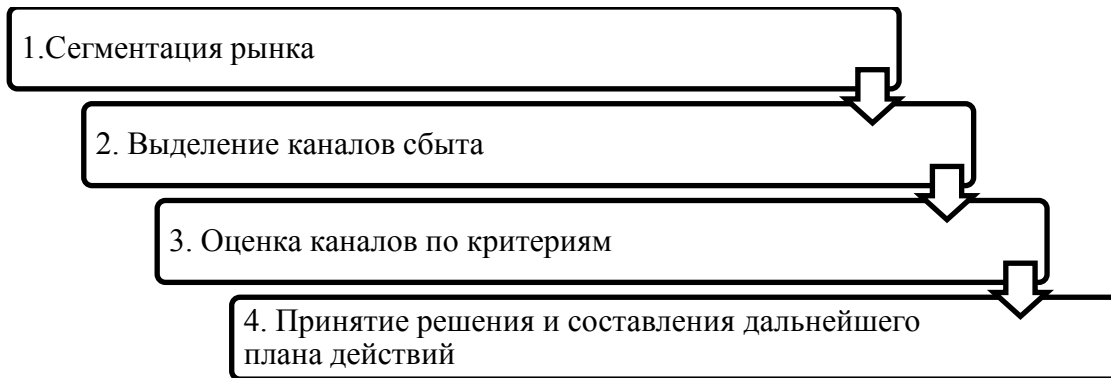 1.Сегментация рынка
2. Выделение каналов сбыта
3. Оценка каналов по критериям
4. Принятие решения и составления дальнейшего
плана действий